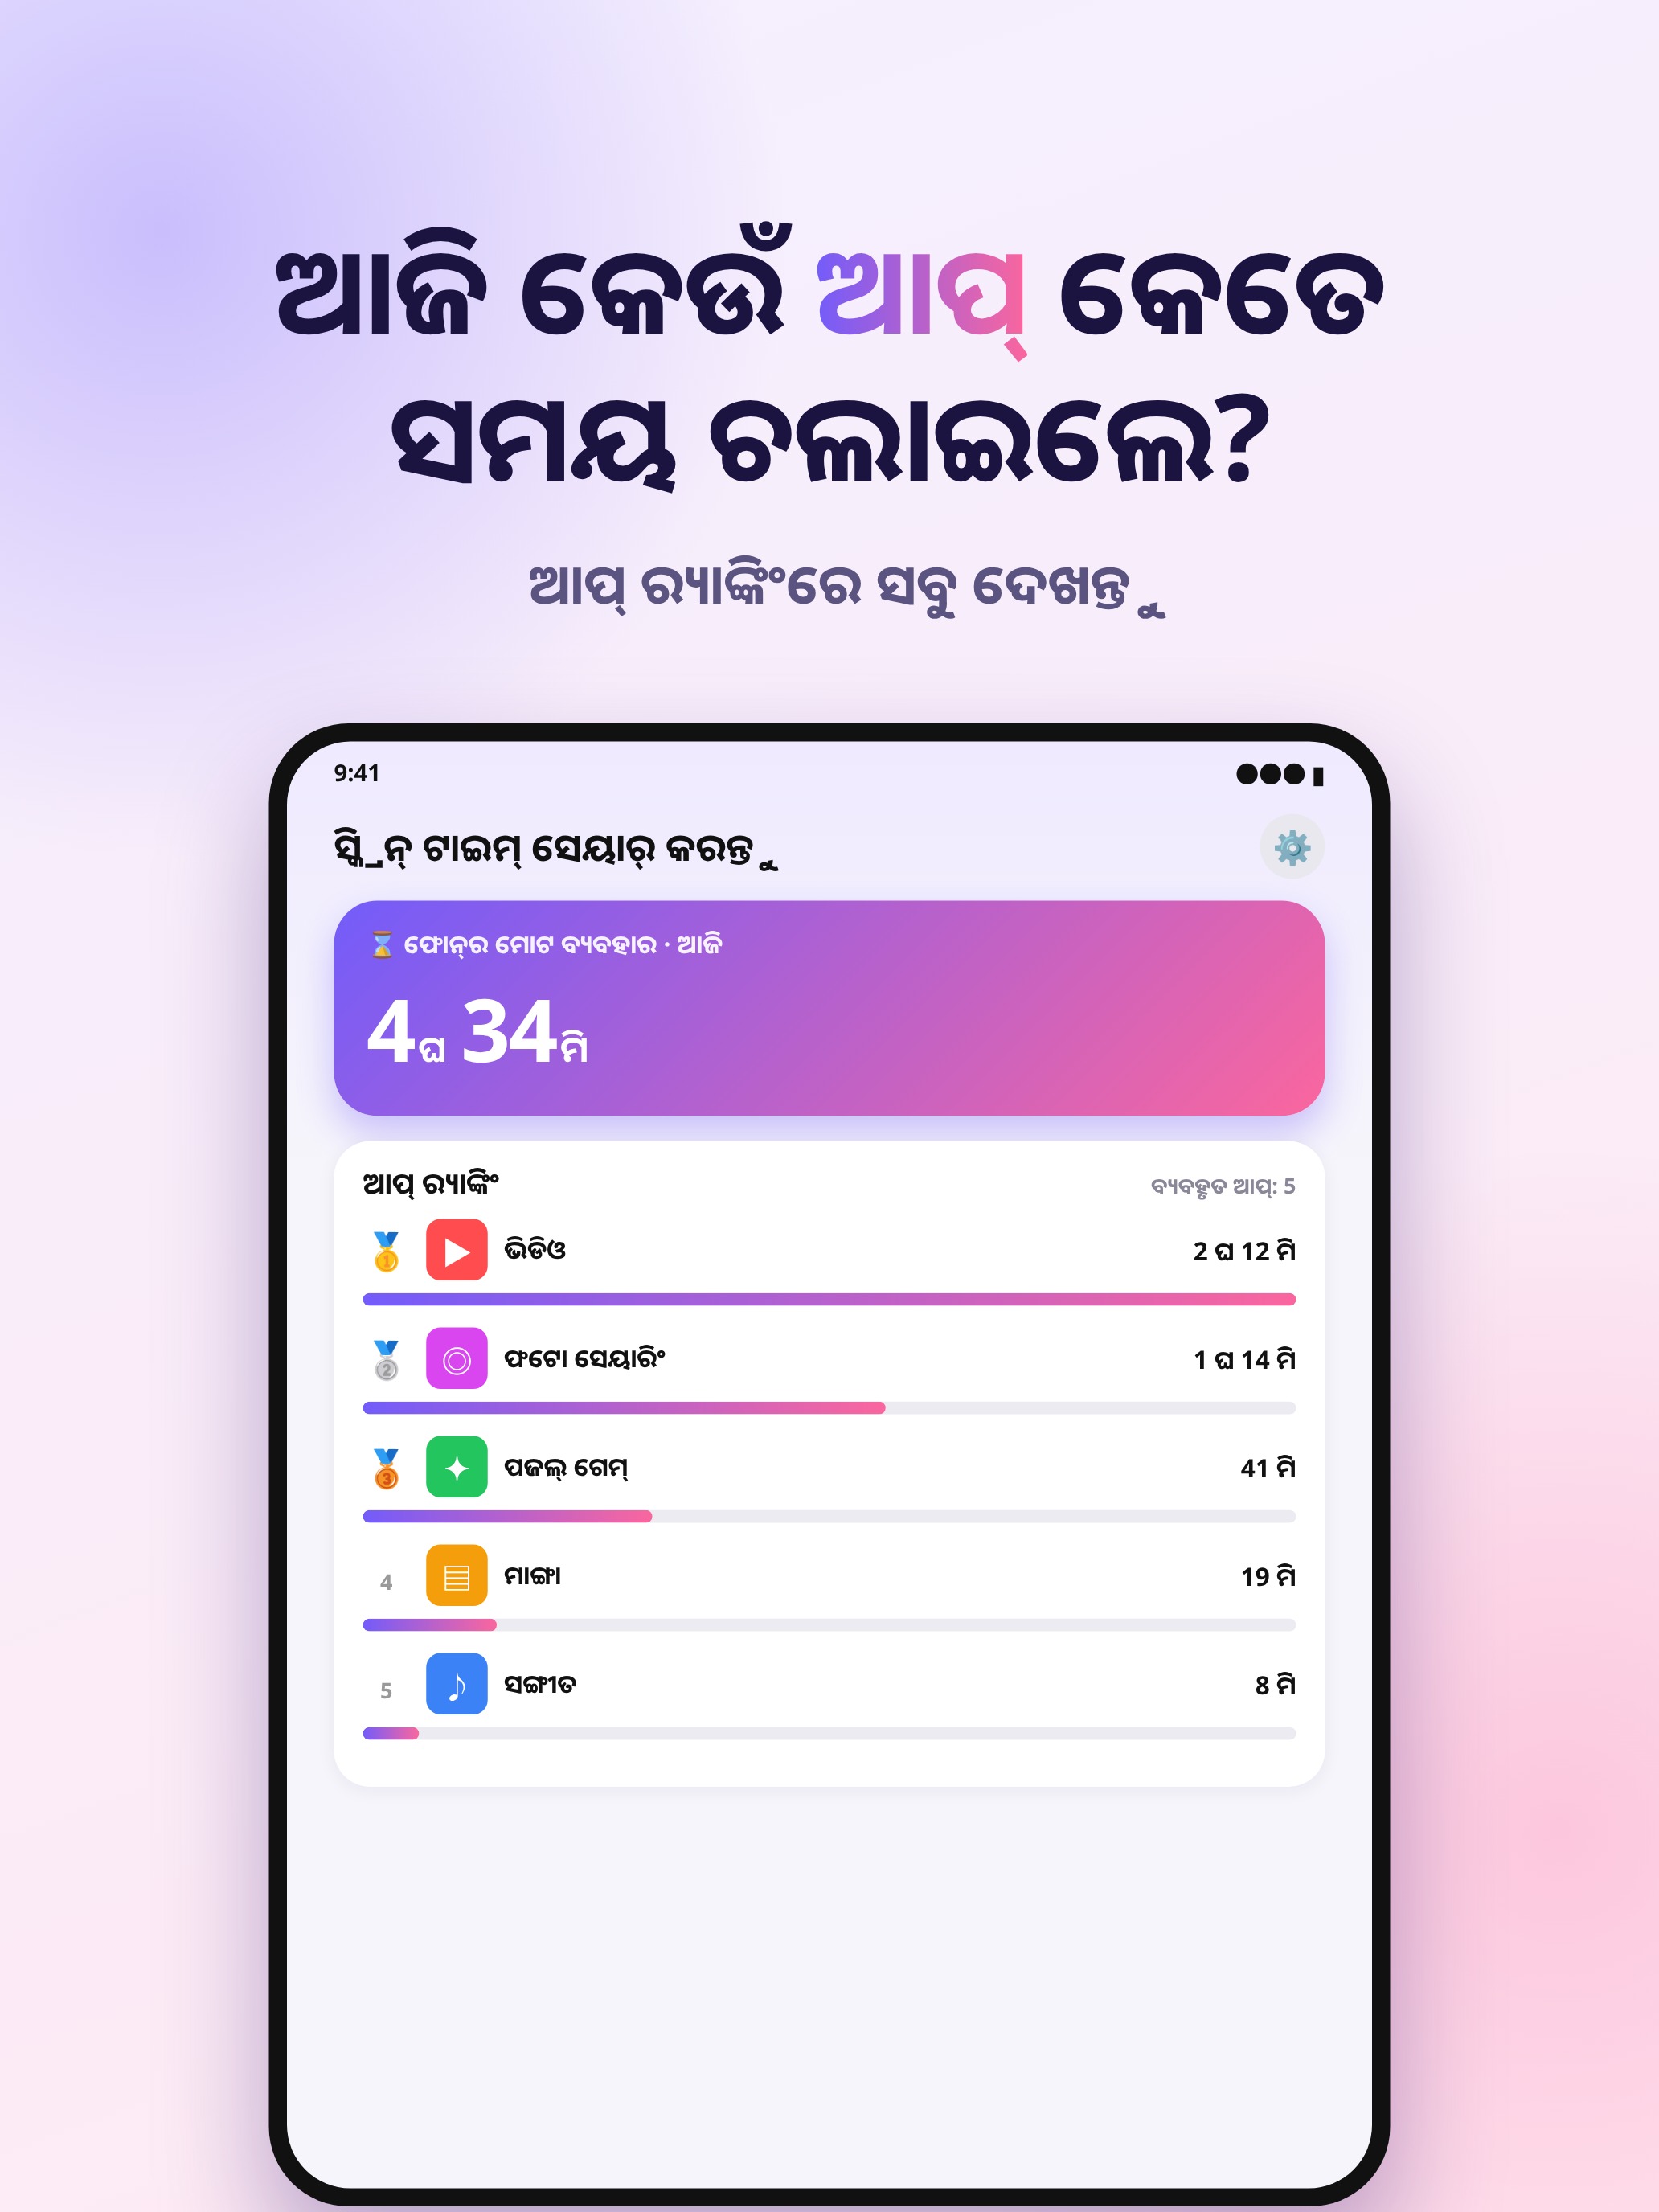 ଆଜି କେଉଁ ଆପ୍ କେତେ
ସମୟ ଚଲାଇଲେ?
ଆପ୍ ର‍୍ୟାଙ୍କିଂରେ ସବୁ ଦେଖନ୍ତୁ
9:41
ସ୍କ୍ରିନ୍ ଟାଇମ୍ ସେୟାର୍ କରନ୍ତୁ
⌛ ଫୋନ୍‌ର ମୋଟ ବ୍ୟବହାର · ଆଜି
4ଘ 34ମି
ଆପ୍ ର‍୍ୟାଙ୍କିଂ
ବ୍ୟବହୃତ ଆପ୍: 5
ଭିଡିଓ
2 ଘ 12 ମି
ଫଟୋ ସେୟାରିଂ
1 ଘ 14 ମି
ପଜଲ୍ ଗେମ୍
41 ମି
4
ମାଙ୍ଗା
19 ମି
5
ସଙ୍ଗୀତ
8 ମି